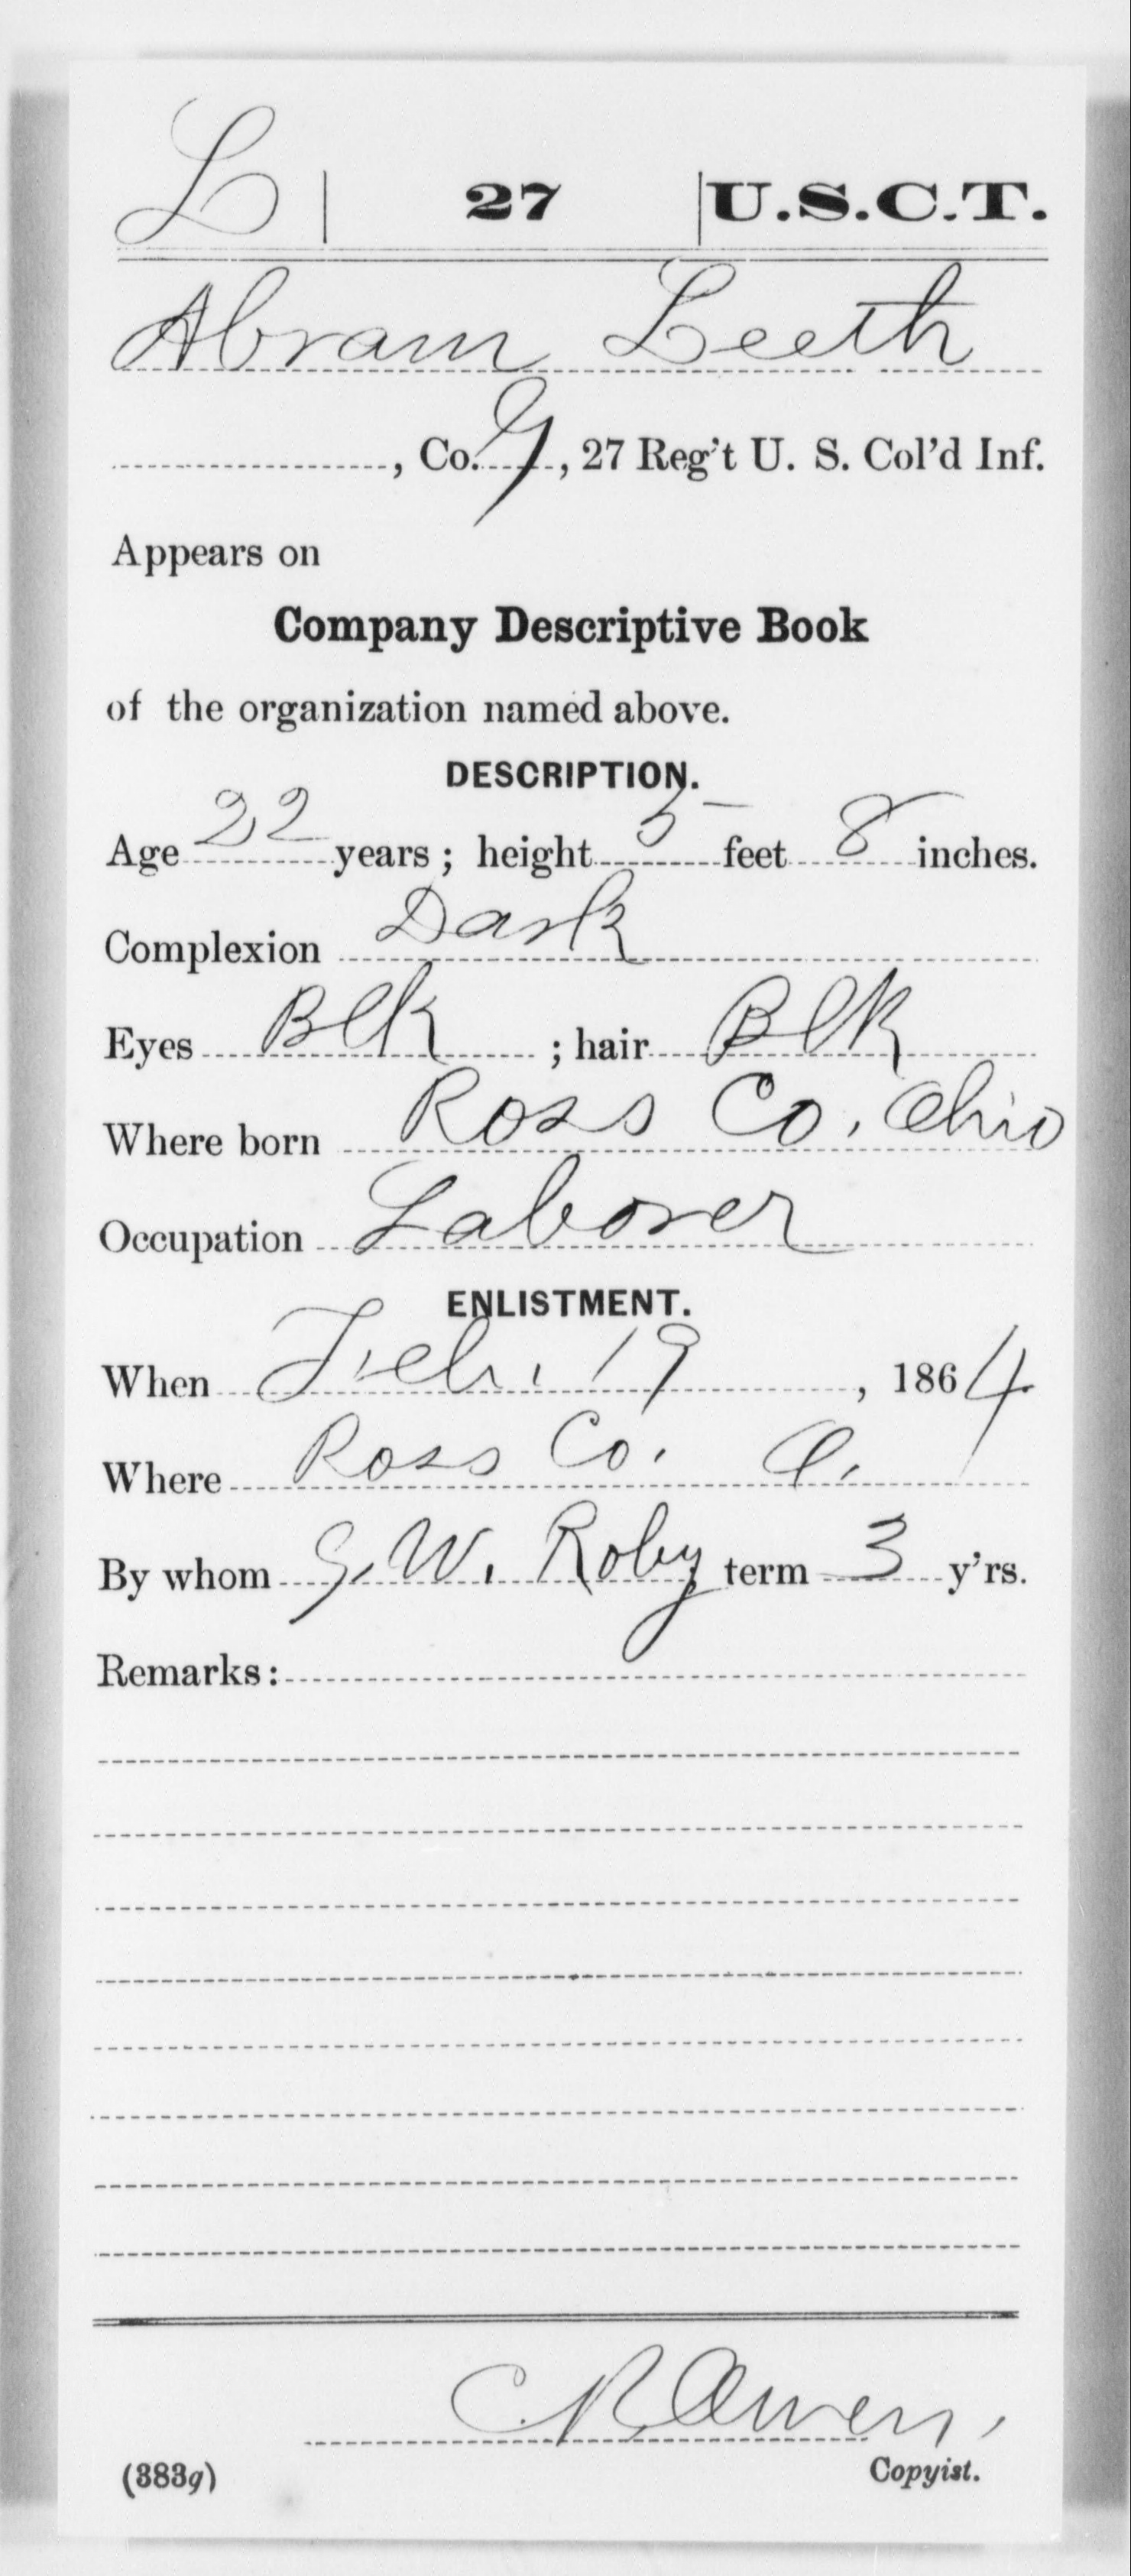 L | 27 | U.S.C.T.
Abram Leeth
, Co. G, 27 Reg't U. S. Col'd Inf.
Appears on
Company Descriptive Book
of the organization named above.
DESCRIPTION.
Age 22 years; height 5 feet 8 inches.
Complexion Dark
Eyes Blk ; hair Blk
Where born Ross Co. Ohio
Occupation Laborer
ENLISTMENT.
When Feb. 19, 1864
Where Ross Co. O.
By whom G. W. Roby term 3 y'rs.
Remarks:
C R Owen,
(383g) Copyist.